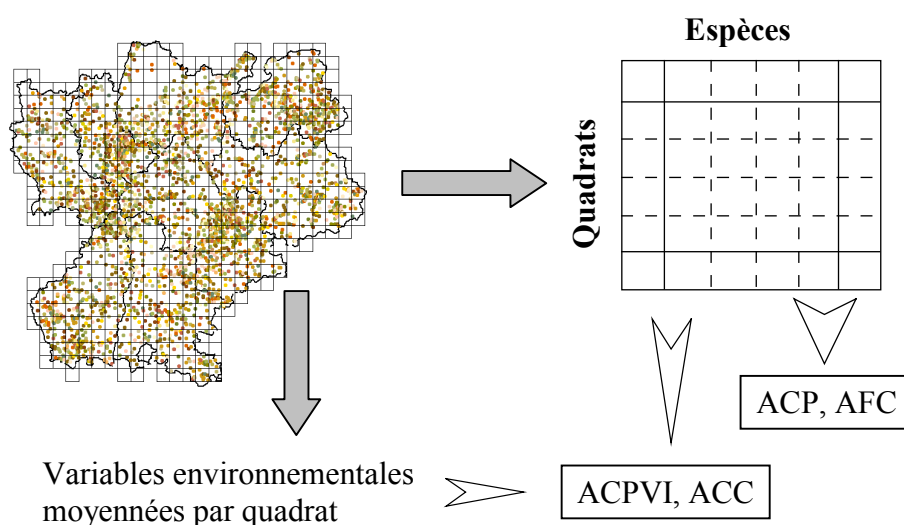 Espèces
Quadrats
ACP, AFC
Variables environnementales
moyennées par quadrat
ACPVI, ACC